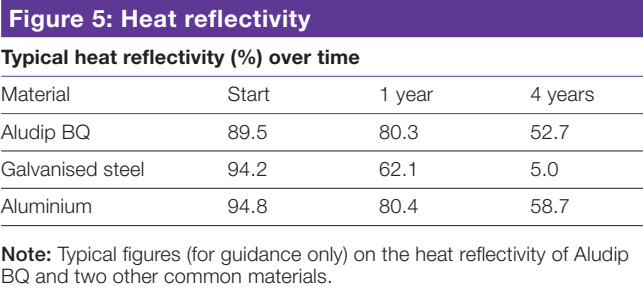 Figure 5: Heat reflectivity
Typical heat reflectivity (%) over time
Material Start 1 year 4 years
Aludip BQ 89.5 80.3 52.7
Galvanised steel 94.2 62.1 5.0
Aluminium 94.8 80.4 58.7
Note: Typical figures (for guidance only) on the heat reflectivity of Aludip
BQ and two other common materials.